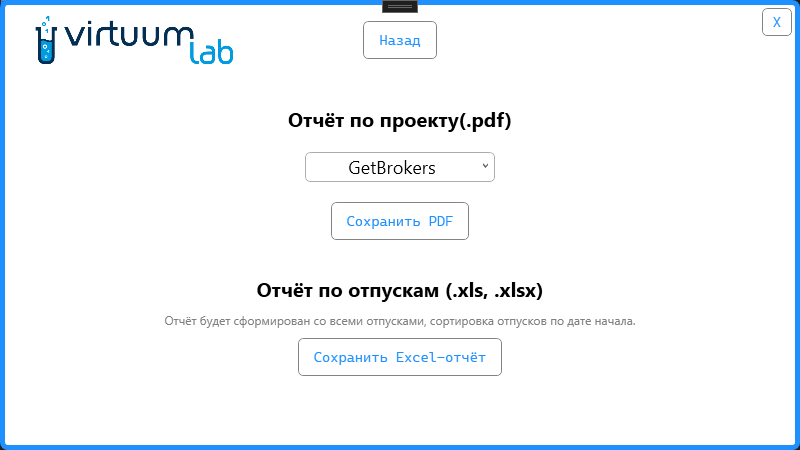 virtuum
lab
Назад
X
Отчёт по проекту(.pdf)
GetBrokers
Сохранить PDF
Отчёт по отпускам (.xls, .xlsx)
Отчёт будет сформирован со всеми отпусками, сортировка отпусков по дате начала.
Сохранить Excel-отчёт